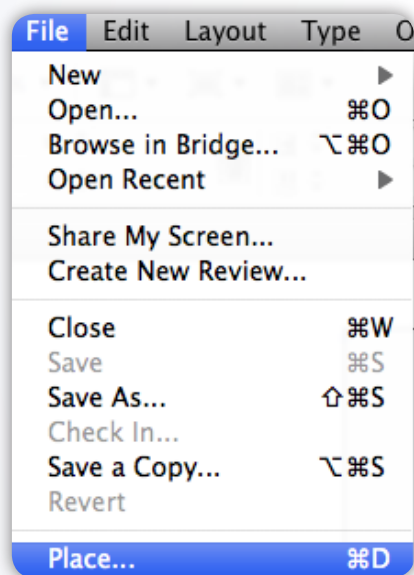 File Edit Layout Type O
New ▶
Open... ⌘O
Browse in Bridge... ⌥⌘O
Open Recent ▶
Share My Screen...
Create New Review...
Close ⌘W
Save ⌘S
Save As... ⇧⌘S
Check In...
Save a Copy... ⌥⌘S
Revert
Place... ⌘D